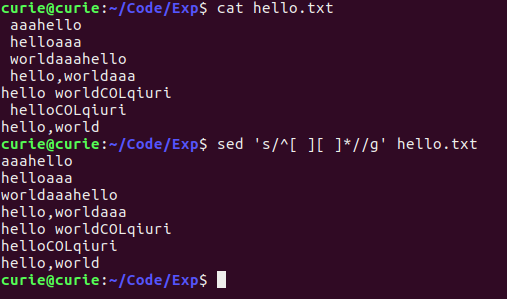 curie@curie:~/Code/Exp$ cat hello.txt
 aaahello
 helloaaa
 worldaaahello
 hello,worldaaa
hello worldCOLqiuri
 helloCOLqiuri
hello,world
curie@curie:~/Code/Exp$ sed 's/^[ ][ ]*//g' hello.txt
aaahello
helloaaa
worldaaahello
hello,worldaaa
hello worldCOLqiuri
helloCOLqiuri
hello,world
curie@curie:~/Code/Exp$